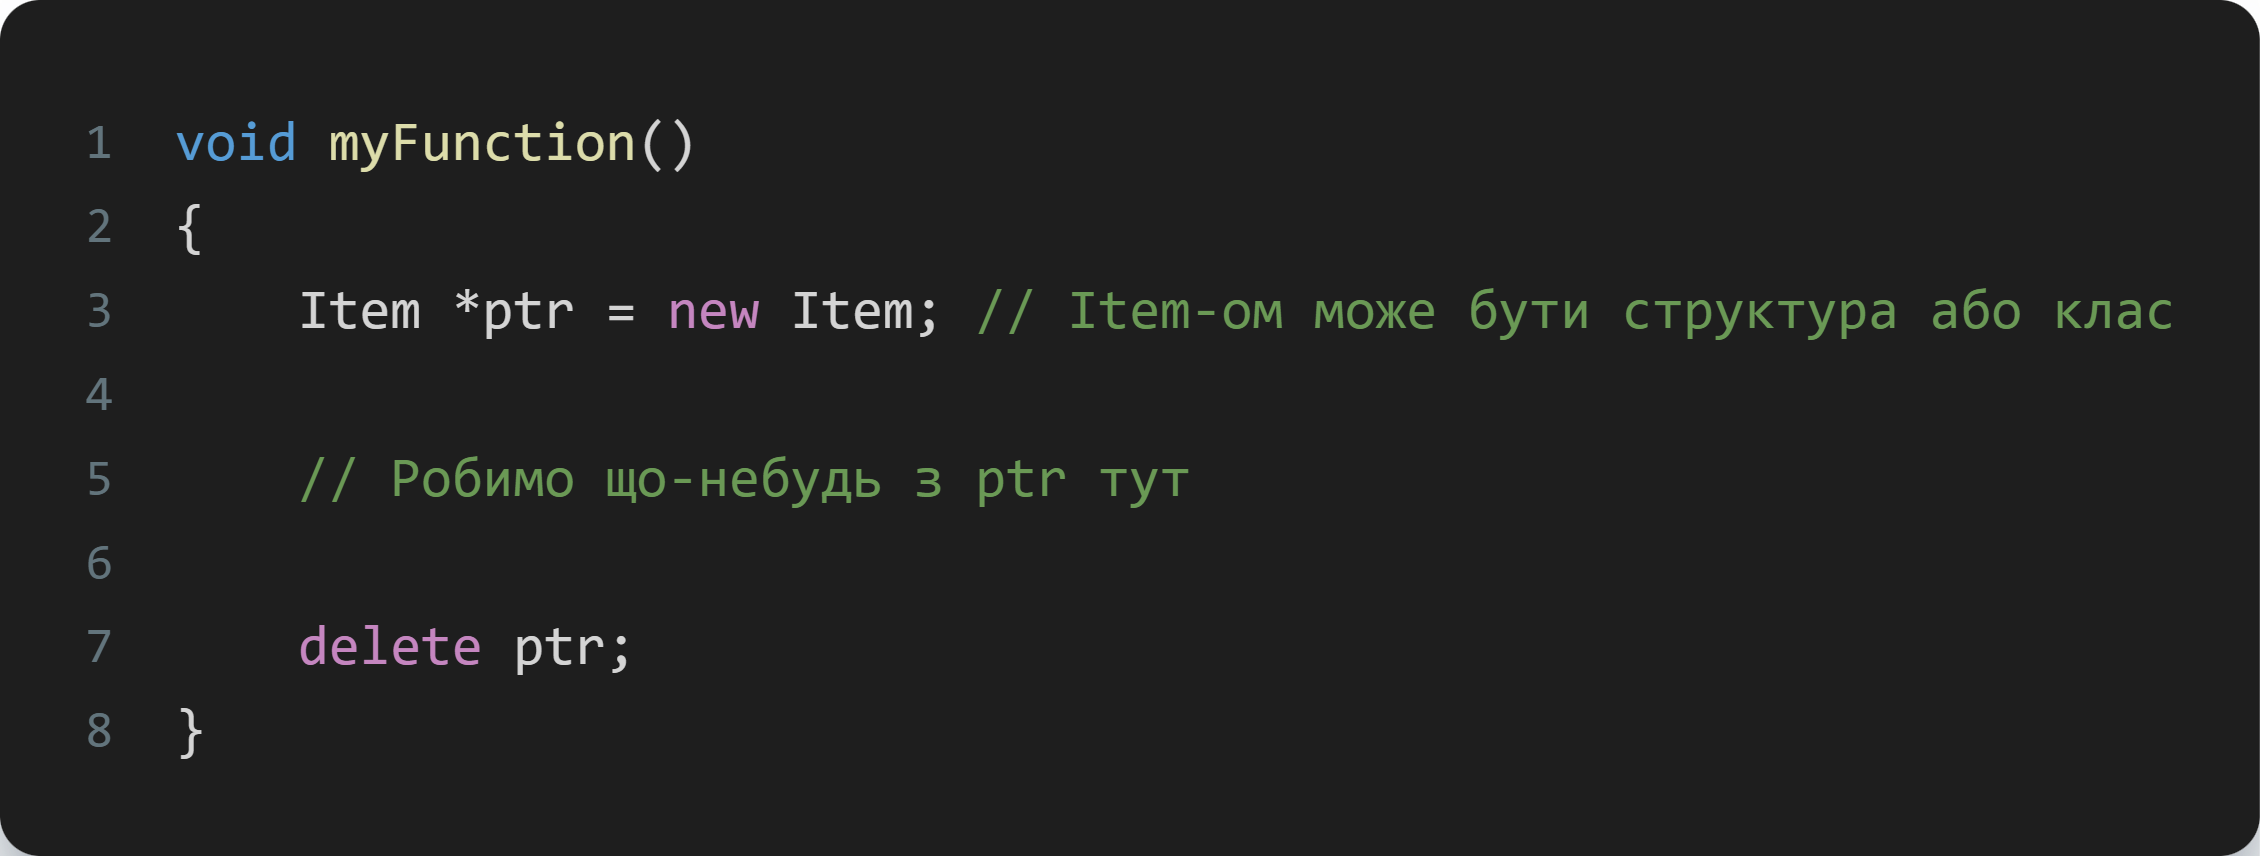 1 void myFunction()
2 {
3     Item *ptr = new Item; // Item-ом може бути структура або клас
4
5     // Робимо що-небудь з ptr тут
6
7     delete ptr;
8 }